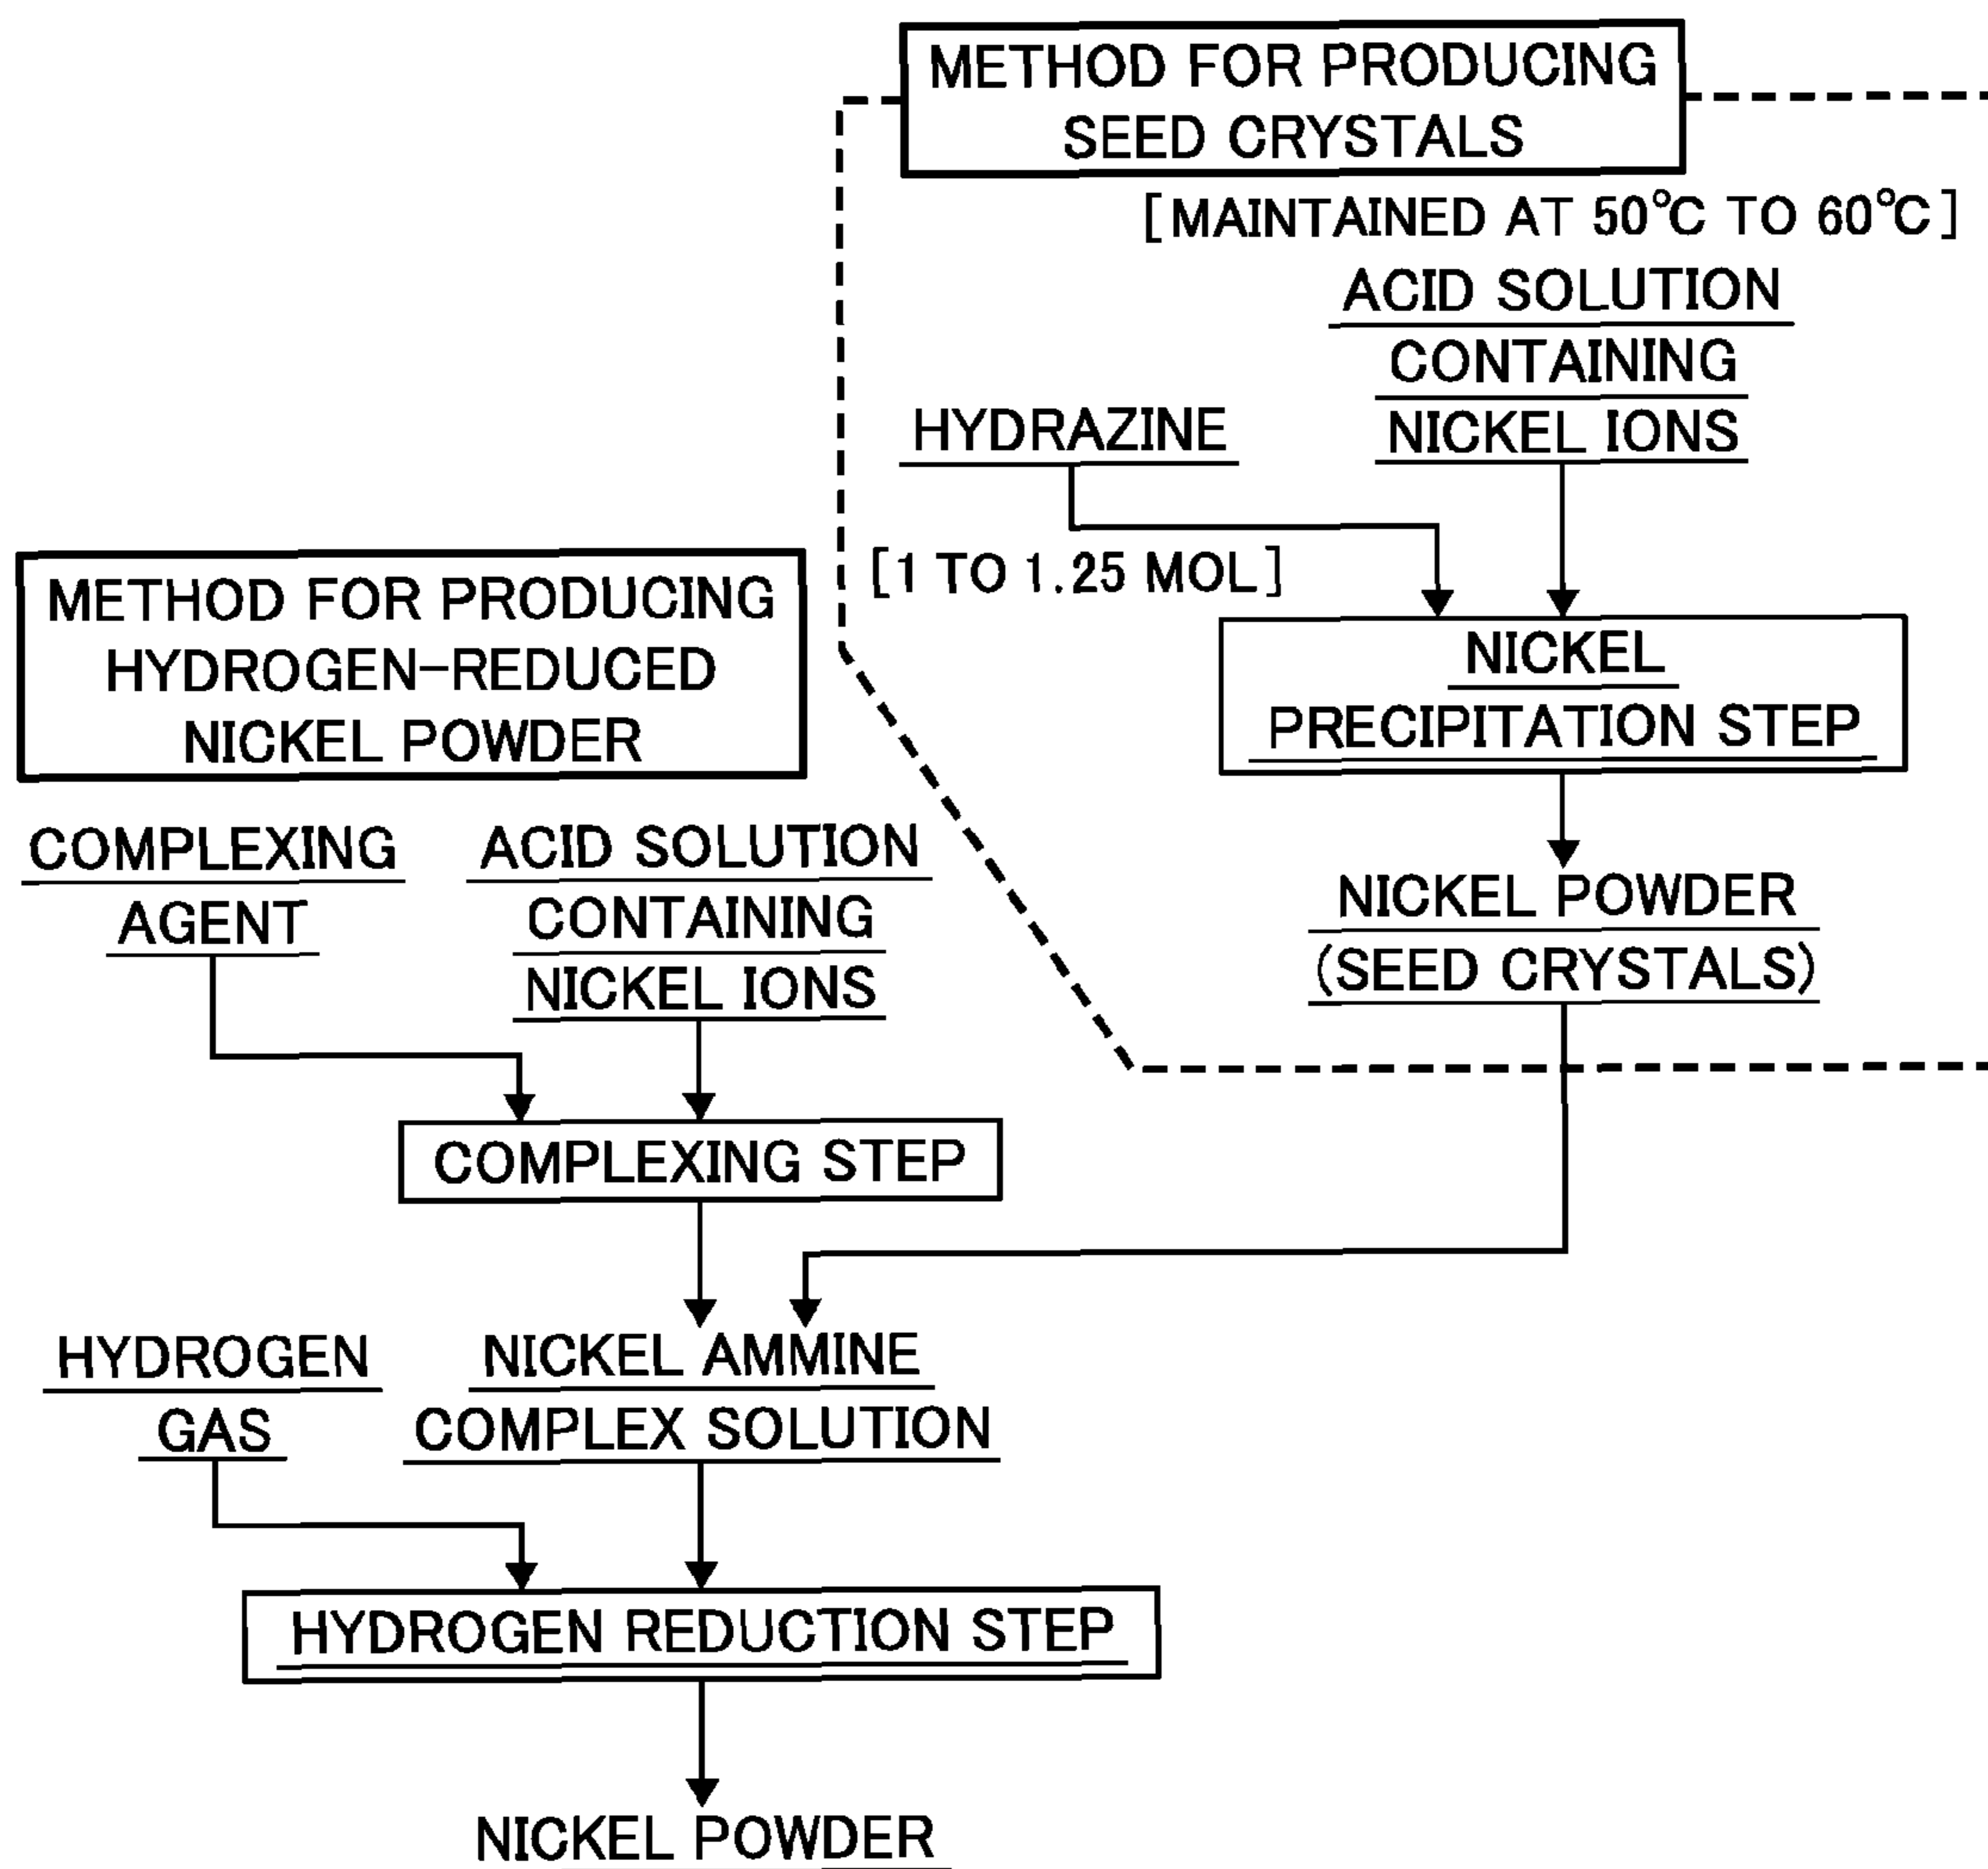 METHOD FOR PRODUCING
SEED CRYSTALS
[MAINTAINED AT 50°C TO 60°C]
ACID SOLUTION
CONTAINING
NICKEL IONS
HYDRAZINE
[1 TO 1.25 MOL]
NICKEL
PRECIPITATION STEP
NICKEL POWDER
(SEED CRYSTALS)
METHOD FOR PRODUCING
HYDROGEN-REDUCED
NICKEL POWDER
COMPLEXING
AGENT
ACID SOLUTION
CONTAINING
NICKEL IONS
COMPLEXING STEP
HYDROGEN
GAS
NICKEL AMMINE
COMPLEX SOLUTION
HYDROGEN REDUCTION STEP
NICKEL POWDER